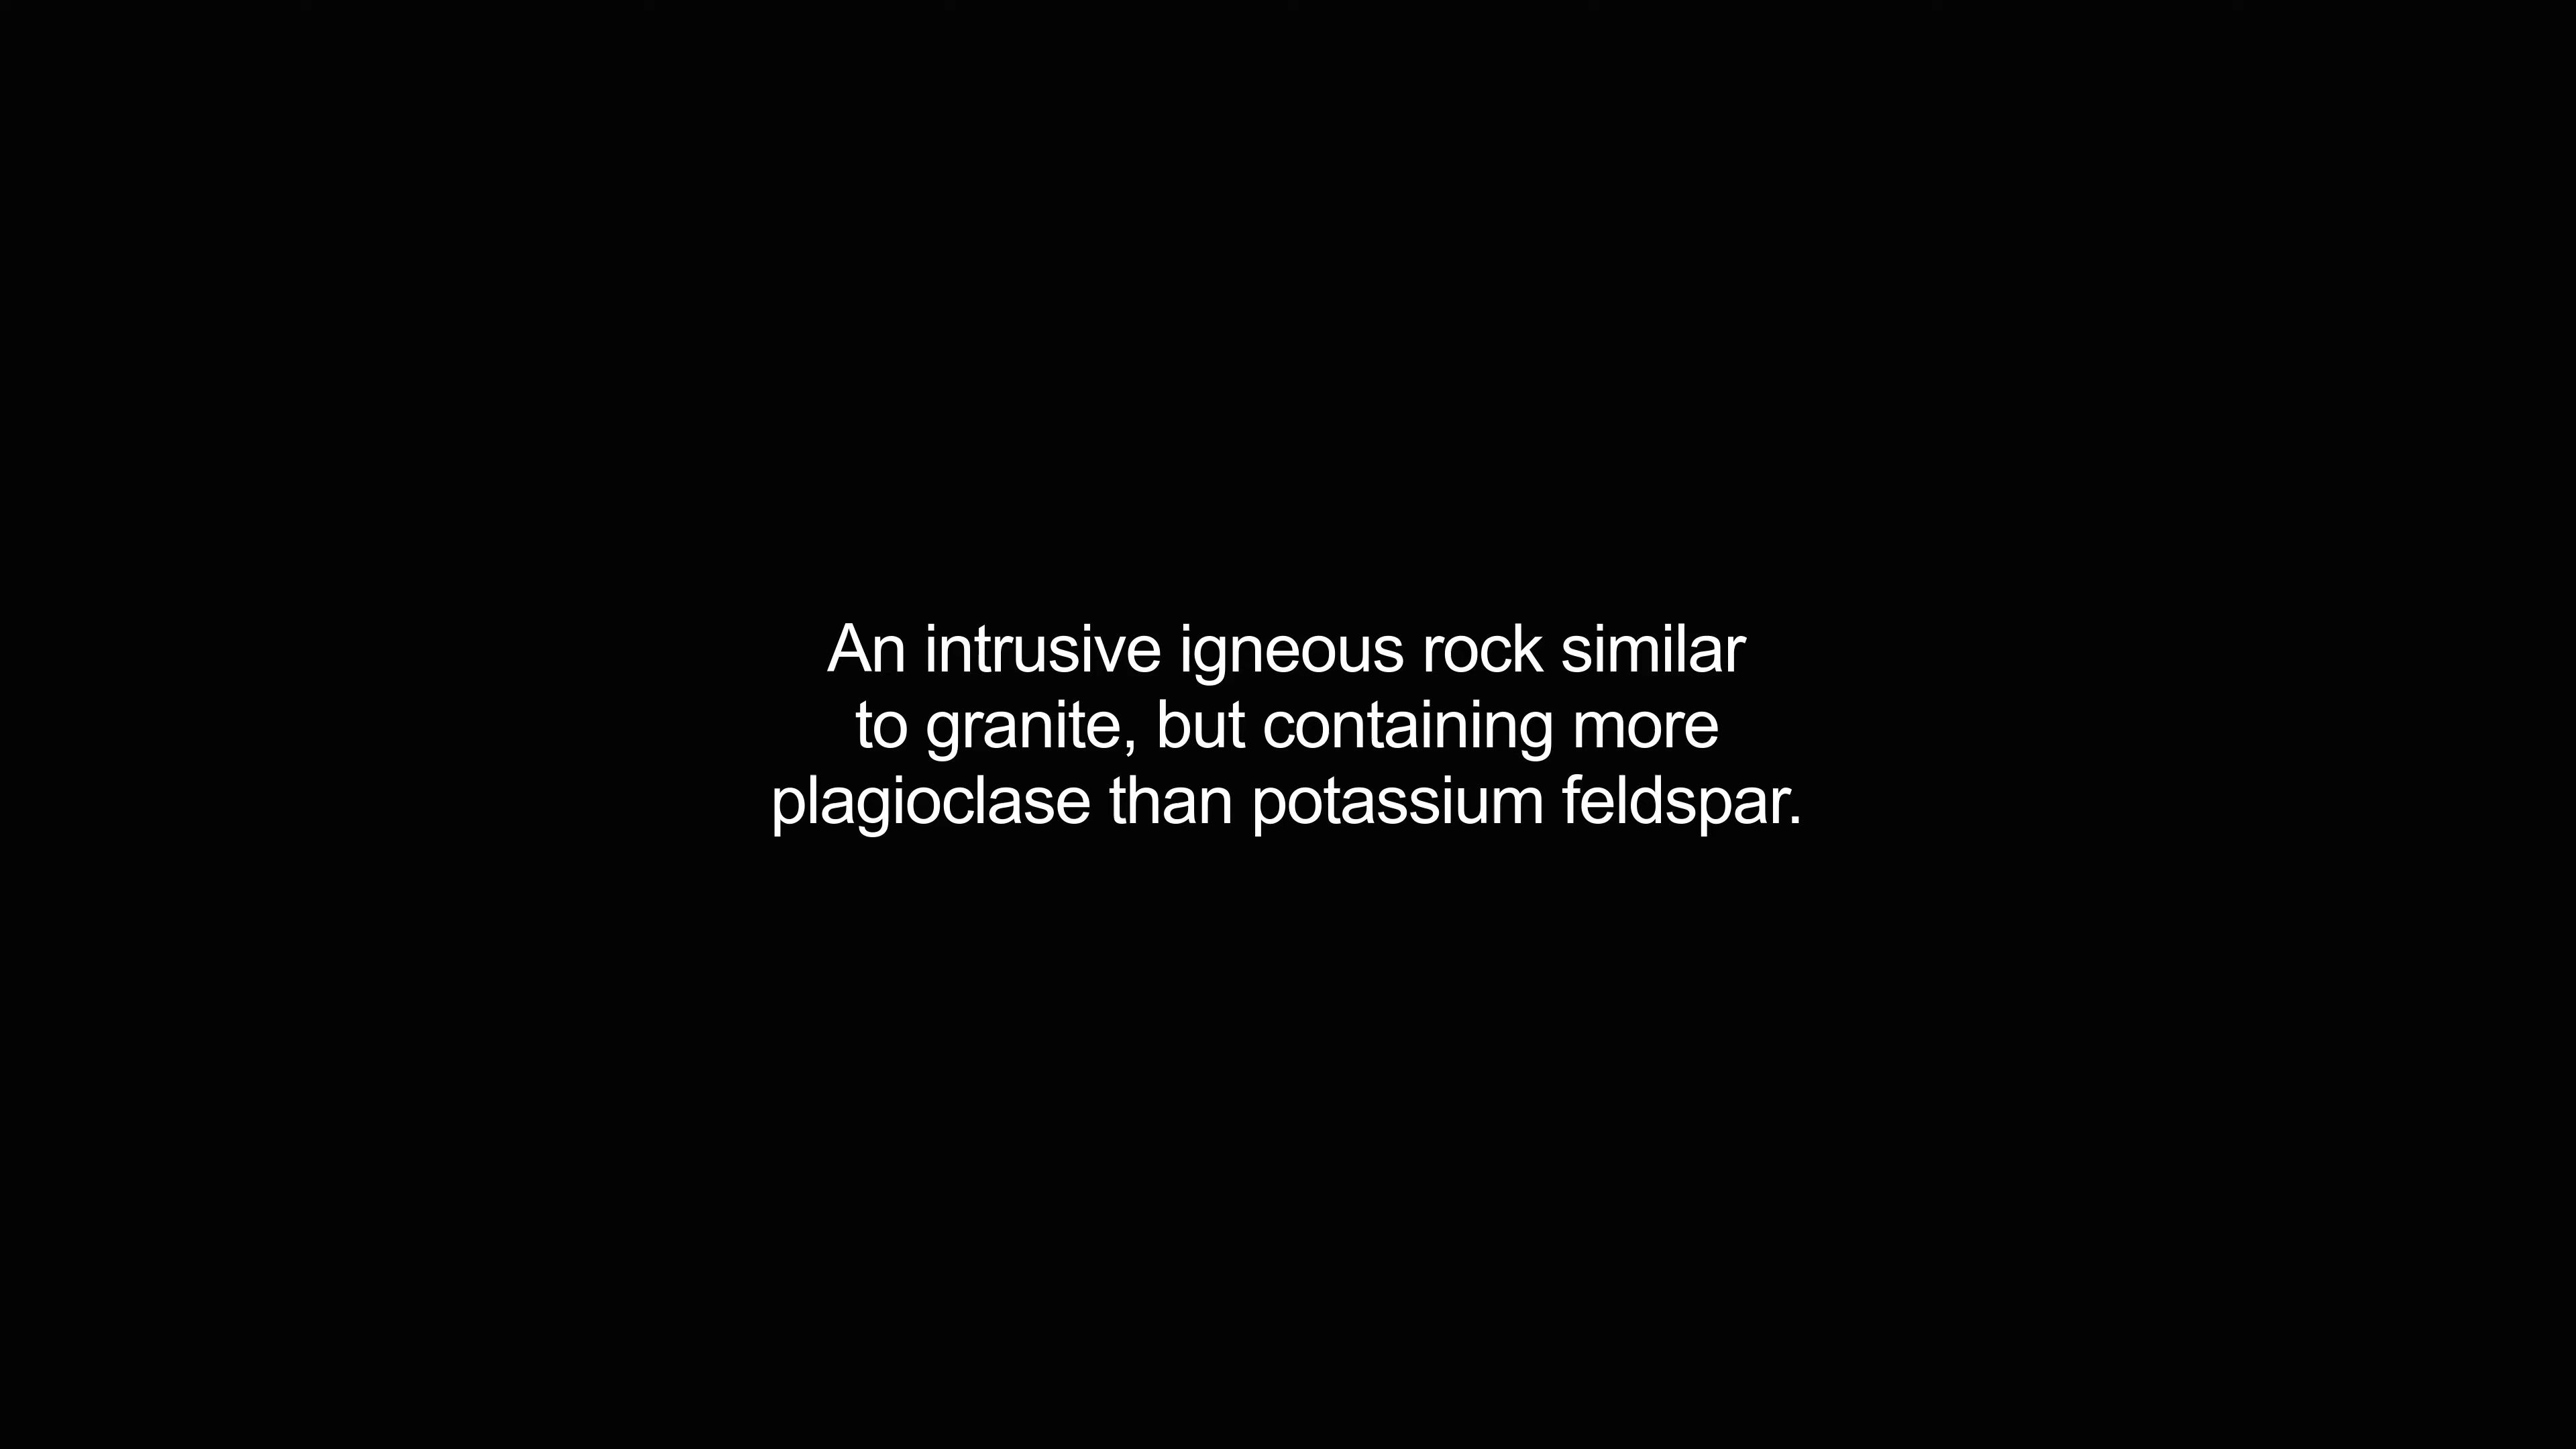 An intrusive igneous rock similar
to granite, but containing more
plagioclase than potassium feldspar.